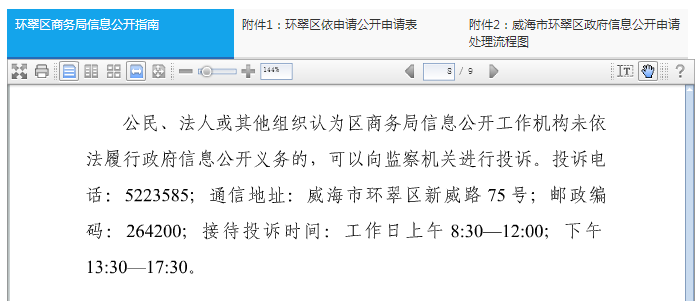 环翠区商务局信息公开指南
附件1：环翠区依申请公开申请表
附件2：威海市环翠区政府信息公开申请
处理流程图
144%
8 / 9
T
?
公民、法人或其他组织认为区商务局信息公开工作机构未依
法履行政府信息公开义务的，可以向监察机关进行投诉。投诉电
话：5223585；通信地址：威海市环翠区新威路 75 号；邮政编
码：264200；接待投诉时间：工作日上午 8:30—12:00；下午
13:30—17:30。